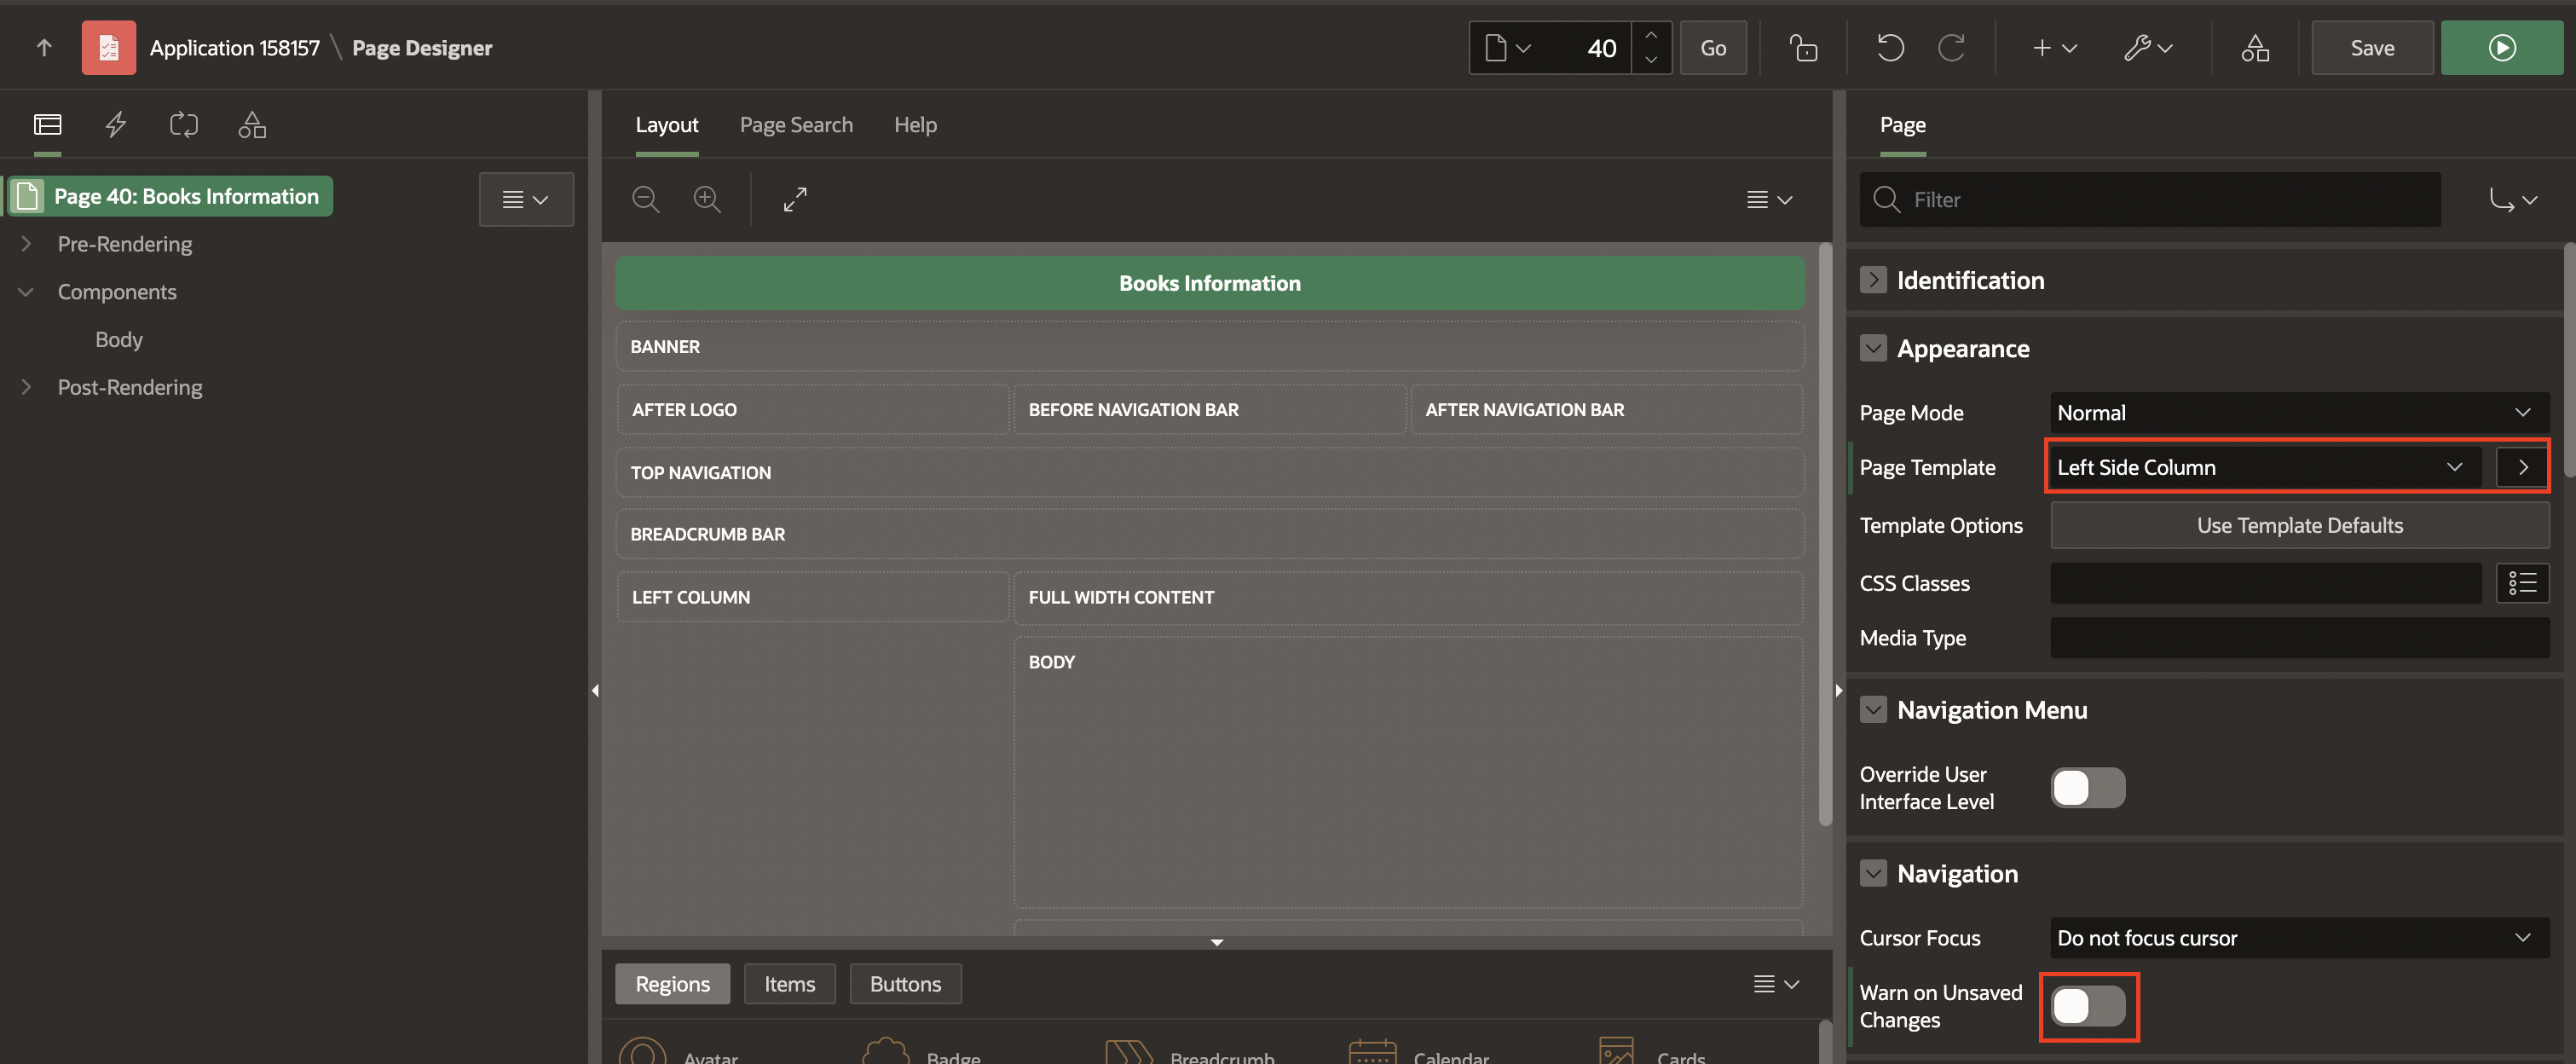 Application 158157 \ Page Designer
40
Go
Save
Page 40: Books Information
Pre-Rendering
Components
Body
Post-Rendering
Layout
Page Search
Help
Books Information
BANNER
AFTER LOGO
BEFORE NAVIGATION BAR
AFTER NAVIGATION BAR
TOP NAVIGATION
BREADCRUMB BAR
LEFT COLUMN
FULL WIDTH CONTENT
BODY
Regions
Items
Buttons
Avatar
Badge
Breadcrumb
Calendar
Cards
Page
Filter
Identification
Appearance
Page Mode
Normal
Page Template
Left Side Column
Template Options
Use Template Defaults
CSS Classes
Media Type
Navigation Menu
Override User
Interface Level
Navigation
Cursor Focus
Do not focus cursor
Warn on Unsaved
Changes